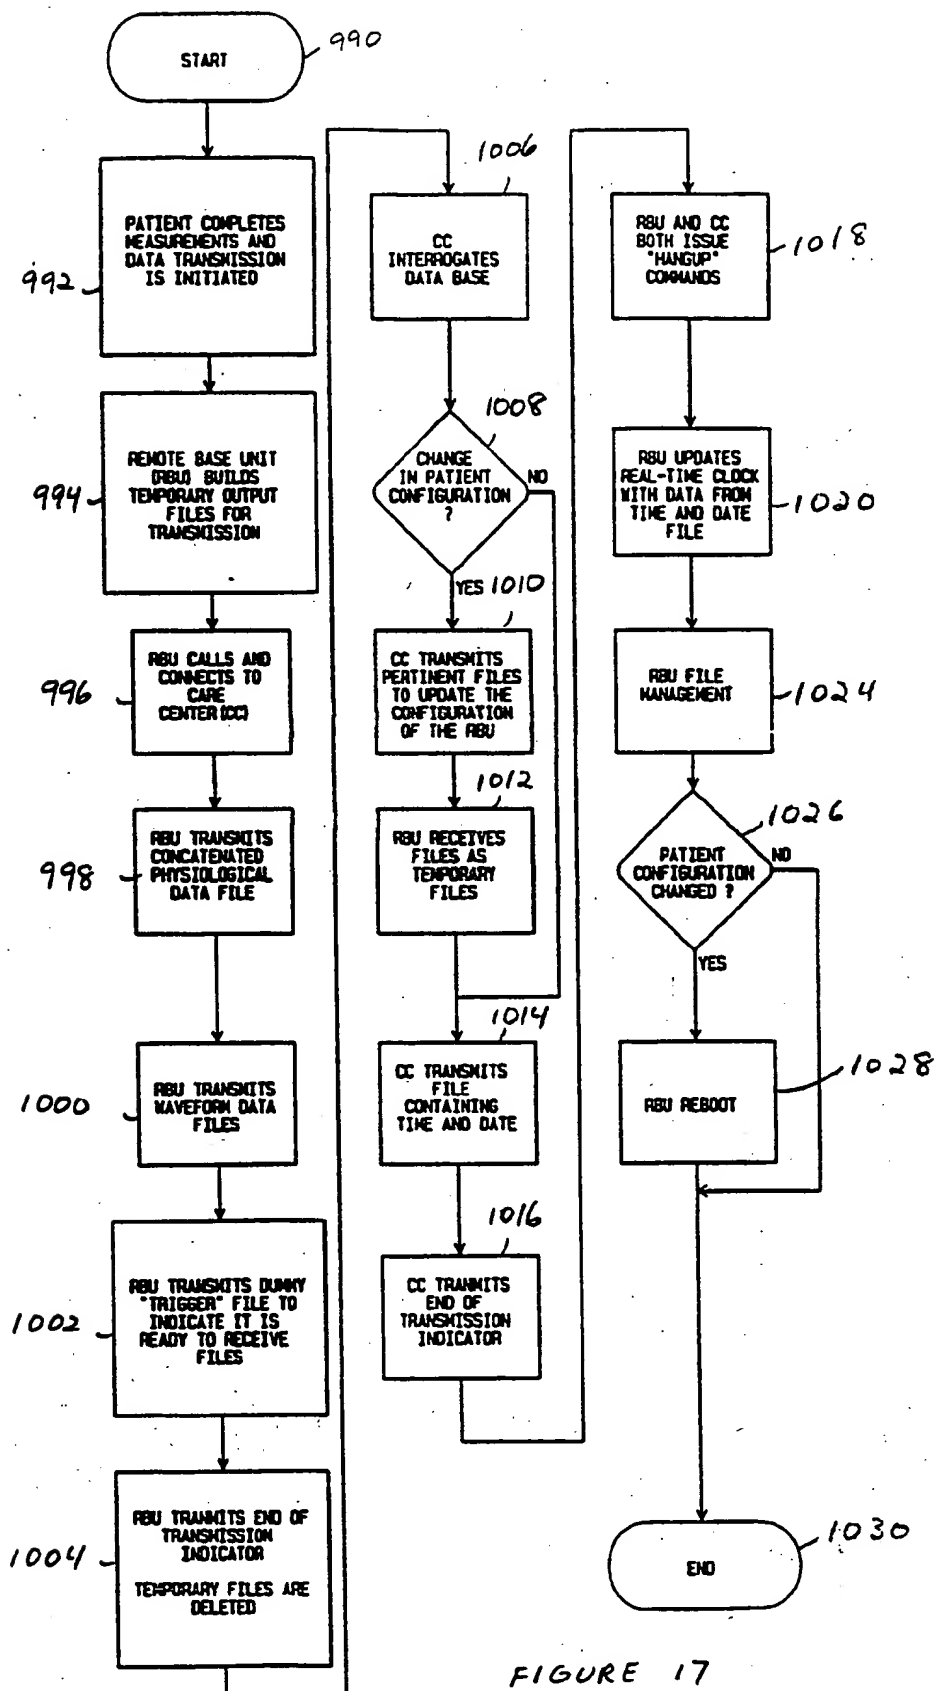 START
990
992
PATIENT COMPLETES
MEASUREMENTS AND
DATA TRANSMISSION
IS INITIATED
994
REMOTE BASE UNIT
(RBU) BUILDS
TEMPORARY OUTPUT
FILES FOR
TRANSMISSION
996
RBU CALLS AND
CONNECTS TO
CARE
CENTER(CC)
998
RBU TRANSMITS
CONCATENATED
PHYSIOLOGICAL
DATA FILE
1000
RBU TRANSMITS
WAVEFORM DATA
FILES
1002
RBU TRANSMITS DUMMY
"TRIGGER" FILE TO
INDICATE IT IS
READY TO RECEIVE
FILES
1004
RBU TRANMITS END OF
TRANSMISSION
INDICATOR
TEMPORARY FILES ARE
DELETED
1006
CC
INTERROGATES
DATA BASE
1008
CHANGE
IN PATIENT
CONFIGURATION
?
NO
YES
1010
CC TRANSMITS
PERTINENT FILES
TO UPDATE THE
CONFIGURATION
OF THE RBU
1012
RBU RECEIVES
FILES AS
TEMPORARY
FILES
1014
CC TRANSMITS
FILE
CONTAINING
TIME AND DATE
1016
CC TRANMITS
END OF
TRANSMISSION
INDICATOR
RBU AND CC
BOTH ISSUE
"HANGUP"
COMMANDS
1018
RBU UPDATES
REAL-TIME CLOCK
WITH DATA FROM
TIME AND DATE
FILE
1020
RBU FILE
MANAGEMENT
1024
1026
PATIENT
CONFIGURATION
CHANGED ?
NO
YES
RBU REBOOT
1028
END
1030
FIGURE 17